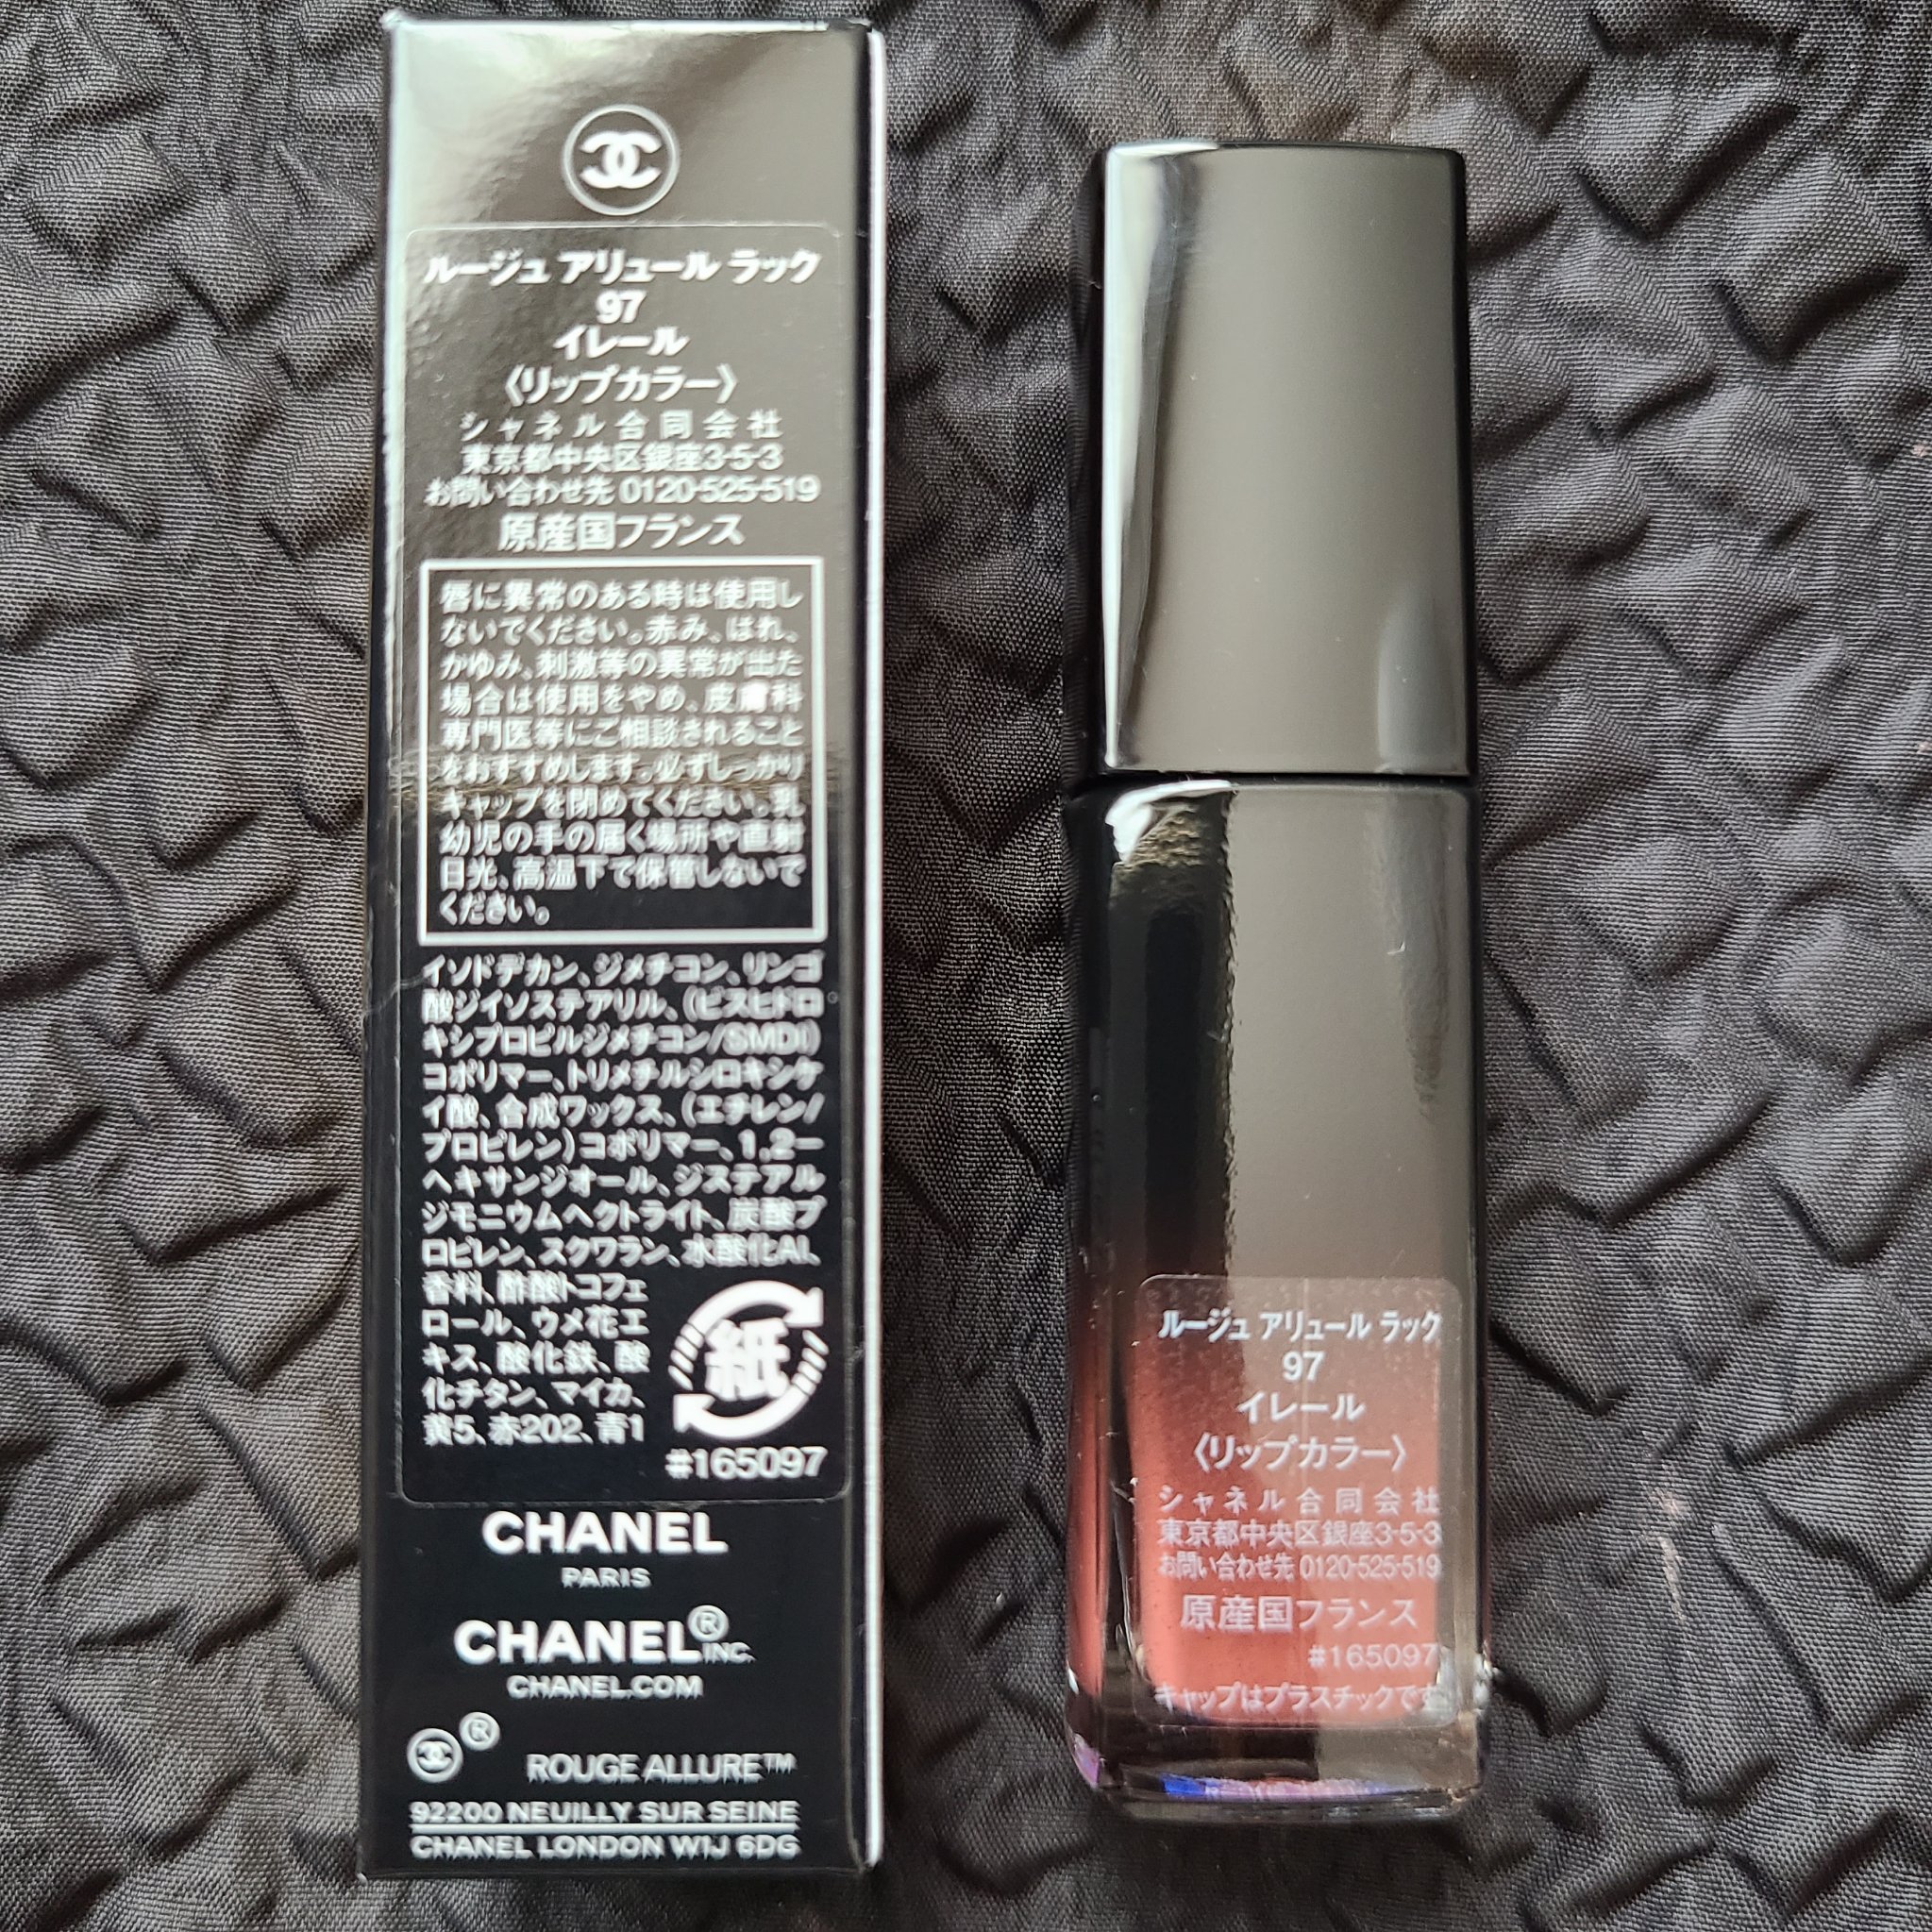 ルージュ アリュール ラック
97
イレール
〈リップカラー〉
シャネル合同会社
東京都中央区銀座3-5-3
お問い合わせ先 0120-525-519
原産国フランス
唇に異常のある時は使用し
ないでください。赤み、はれ、
かゆみ、刺激等の異常が出た
場合は使用をやめ、皮膚科
専門医等にご相談されること
をおすすめします。必ずしっかり
キャップを閉めてください。乳
幼児の手の届く場所や直射
日光、高温下で保管しないで
ください。
イソドデカン、ジメチコン、リンゴ
酸ジイソステアリル、(ビスヒドロ
キシプロピルジメチコン/SMDI)
コポリマー、トリメチルシロキシケ
イ酸、合成ワックス、(エチレン/
プロピレン)コポリマー、1,2-
ヘキサンジオール、ジステアル
ジモニウムヘクトライト、炭酸プ
ロピレン、スクワラン、水酸化Al、
香料、酢酸トコフェ
ロール、ウメ花エ
キス、酸化鉄、酸
化チタン、マイカ、
黄5、赤202、青1
紙
#165097
CHANEL
PARIS
CHANEL® INC.
CHANEL.COM
® ROUGE ALLURE™
92200 NEUILLY SUR SEINE
CHANEL LONDON W1J 6DG
ルージュ アリュール ラック
97
イレール
〈リップカラー〉
シャネル合同会社
東京都中央区銀座3-5-3
お問い合わせ先 0120-525-519
原産国フランス
#165097
キャップはプラスチックです